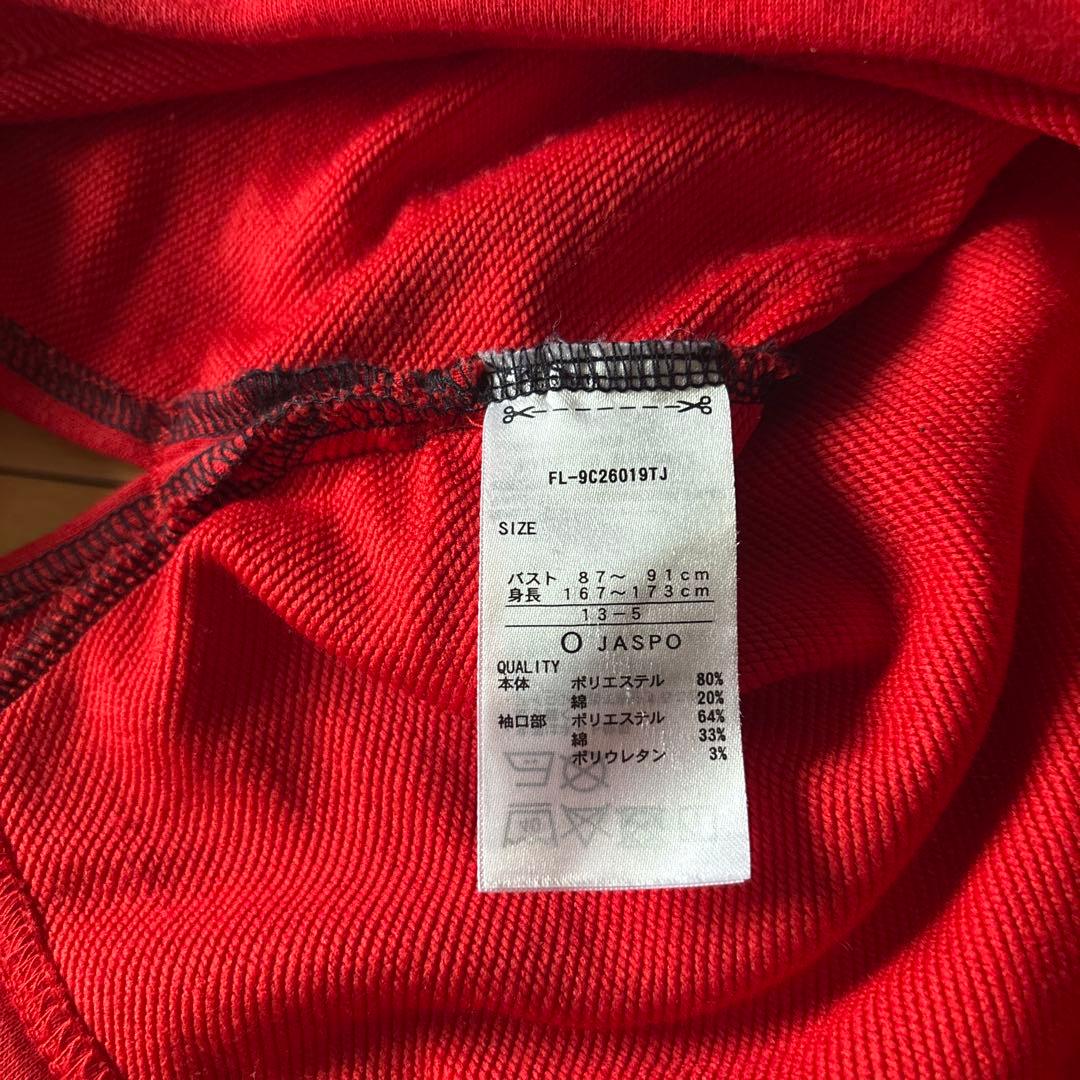 FL-9C26019TJ
SIZE
バスト 87～ 91cm
身長 167～173cm
13-5
O JASPO
QUALITY
本体 ポリエステル 80%
綿 20%
袖口部 ポリエステル 64%
綿 33%
ポリウレタン 3%